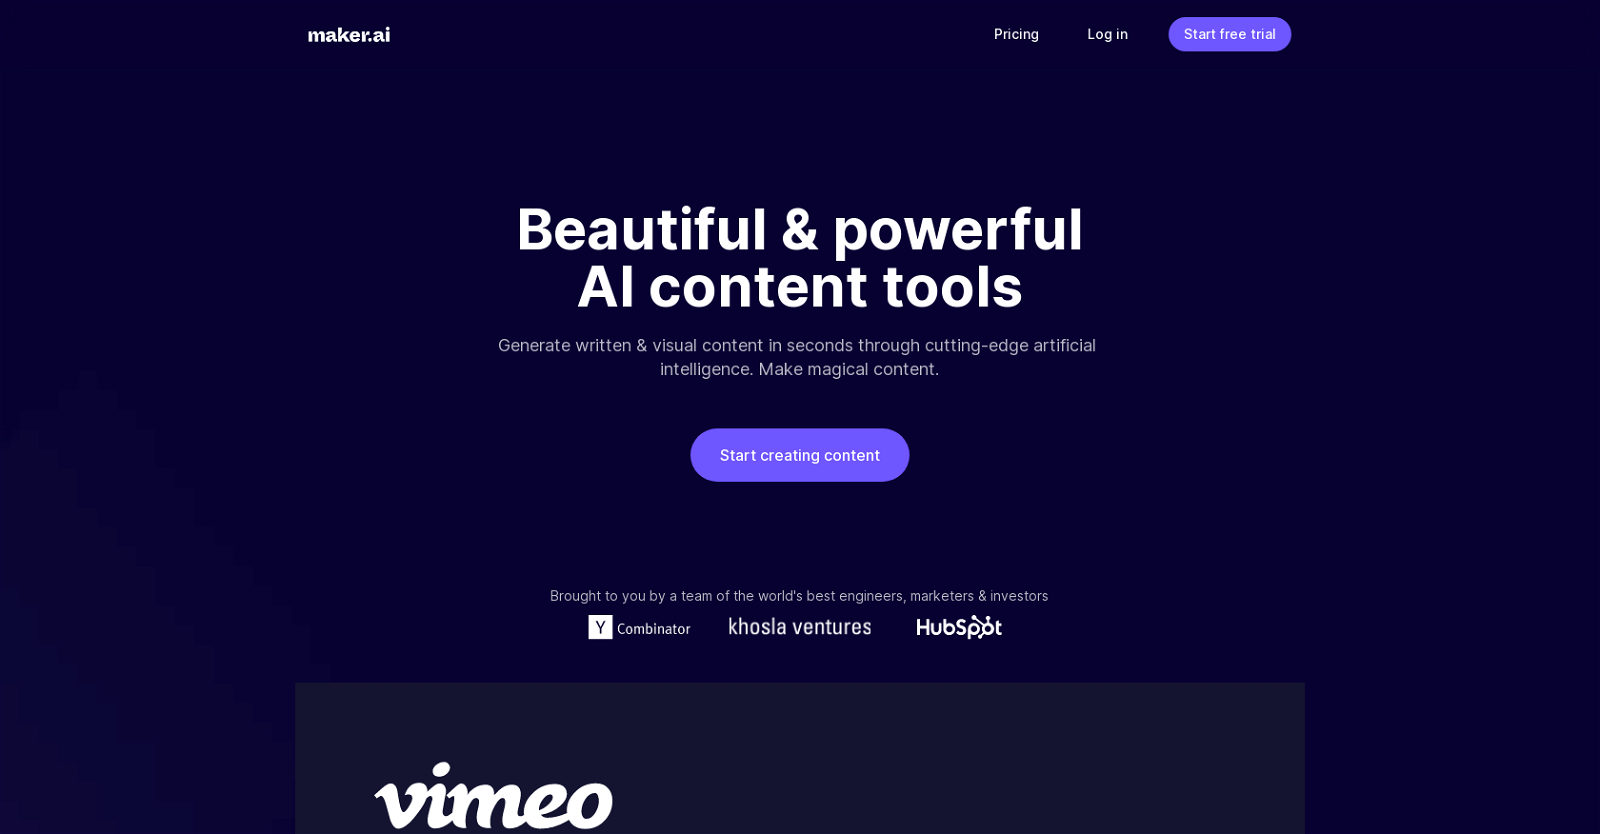 maker.ai
Pricing
Log in
Start free trial
Beautiful & powerful
AI content tools
Generate written & visual content in seconds through cutting-edge artificial
intelligence. Make magical content.
Start creating content
Brought to you by a team of the world's best engineers, marketers & investors
Y Combinator
khosla ventures
HubSpot
vimeo